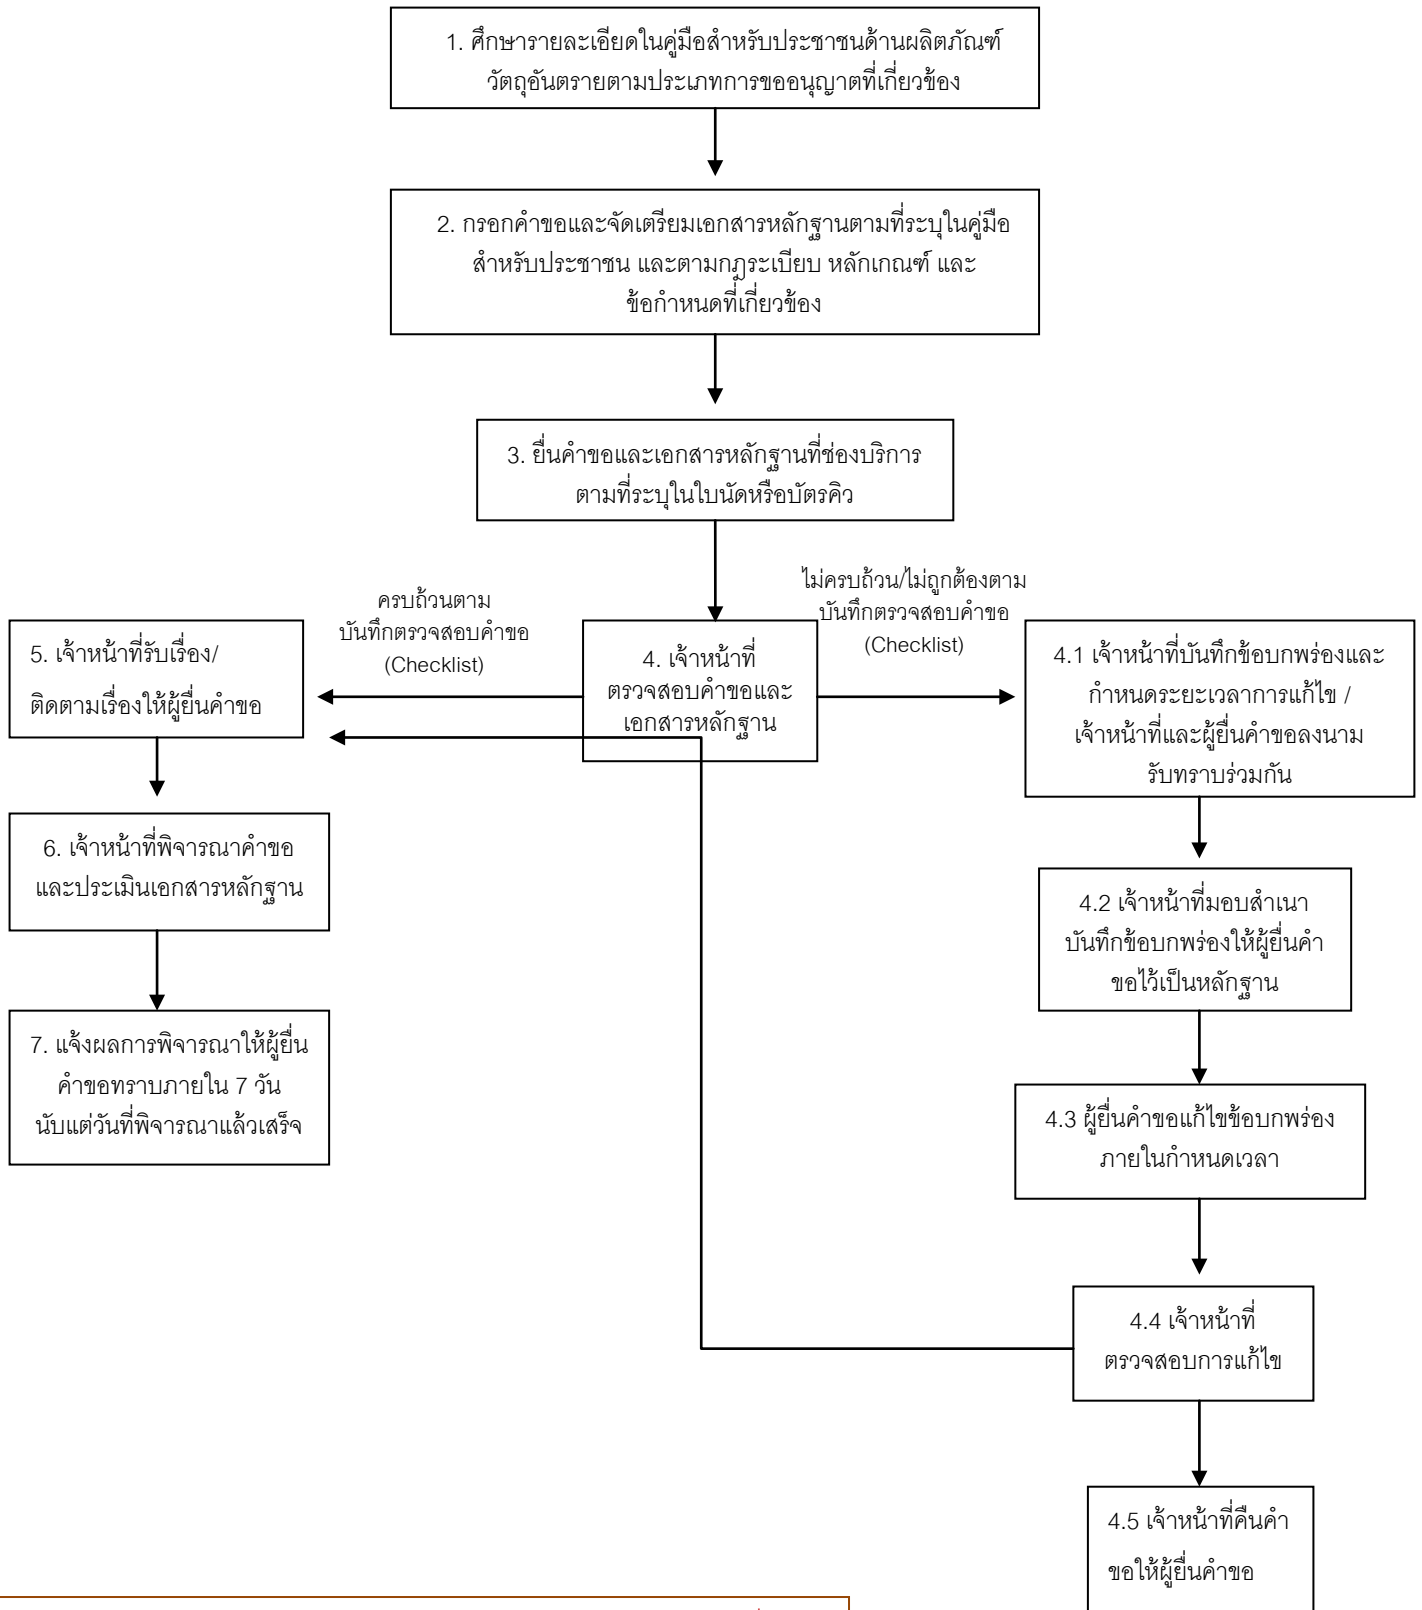 1. ศึกษารายละเอียดในคู่มือสำหรับประชาชนด้านผลิตภัณฑ์
วัตถุอันตรายตามประเภทการขออนุญาตที่เกี่ยวข้อง
2. กรอกคำขอและจัดเตรียมเอกสารหลักฐานตามที่ระบุในคู่มือ
สำหรับประชาชน และตามกฎระเบียบ หลักเกณฑ์ และ
ข้อกำหนดที่เกี่ยวข้อง
3. ยื่นคำขอและเอกสารหลักฐานที่ช่องบริการ
ตามที่ระบุในใบนัดหรือบัตรคิว
ครบถ้วนตาม
บันทึกตรวจสอบคำขอ
(Checklist)
ไม่ครบถ้วน/ไม่ถูกต้องตาม
บันทึกตรวจสอบคำขอ
(Checklist)
4. เจ้าหน้าที่
ตรวจสอบคำขอและ
เอกสารหลักฐาน
5. เจ้าหน้าที่รับเรื่อง/
ติดตามเรื่องให้ผู้ยื่นคำขอ
6. เจ้าหน้าที่พิจารณาคำขอ
และประเมินเอกสารหลักฐาน
7. แจ้งผลการพิจารณาให้ผู้ยื่น
คำขอทราบภายใน 7 วัน
นับแต่วันที่พิจารณาแล้วเสร็จ
4.1 เจ้าหน้าที่บันทึกข้อบกพร่องและ
กำหนดระยะเวลาการแก้ไข /
เจ้าหน้าที่และผู้ยื่นคำขอลงนาม
รับทราบร่วมกัน
4.2 เจ้าหน้าที่มอบสำเนา
บันทึกข้อบกพร่องให้ผู้ยื่นคำ
ขอไว้เป็นหลักฐาน
4.3 ผู้ยื่นคำขอแก้ไขข้อบกพร่อง
ภายในกำหนดเวลา
4.4 เจ้าหน้าที่
ตรวจสอบการแก้ไข
4.5 เจ้าหน้าที่คืนคำ
ขอให้ผู้ยื่นคำขอ